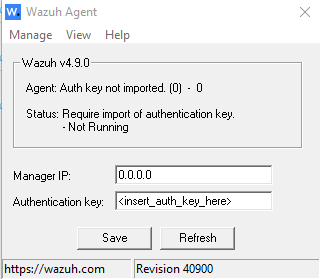 W. Wazuh Agent
Manage View Help
Wazuh v4.9.0
Agent: Auth key not imported. (0) - 0
Status: Require import of authentication key.
- Not Running
Manager IP: 0.0.0.0
Authentication key: <insert_auth_key_here>
Save Refresh
https://wazuh.com Revision 40900